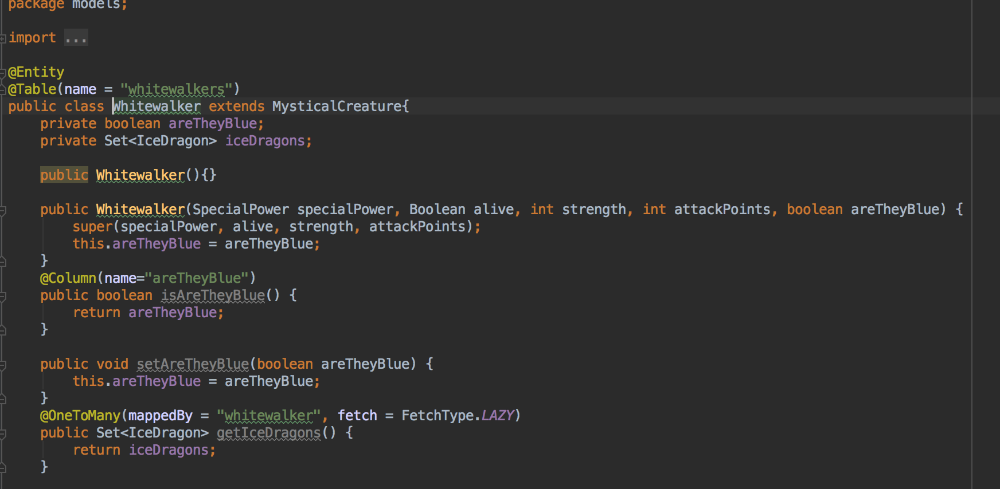 package models;
import ...
@Entity
@Table(name = "whitewalkers")
public class Whitewalker extends MysticalCreature{
    private boolean areTheyBlue;
    private Set<IceDragon> iceDragons;
    public Whitewalker(){}
    public Whitewalker(SpecialPower specialPower, Boolean alive, int strength, int attackPoints, boolean areTheyBlue) {
        super(specialPower, alive, strength, attackPoints);
        this.areTheyBlue = areTheyBlue;
    }
    @Column(name="areTheyBlue")
    public boolean isAreTheyBlue() {
        return areTheyBlue;
    }
    public void setAreTheyBlue(boolean areTheyBlue) {
        this.areTheyBlue = areTheyBlue;
    }
    @OneToMany(mappedBy = "whitewalker", fetch = FetchType.LAZY)
    public Set<IceDragon> getIceDragons() {
        return iceDragons;
    }